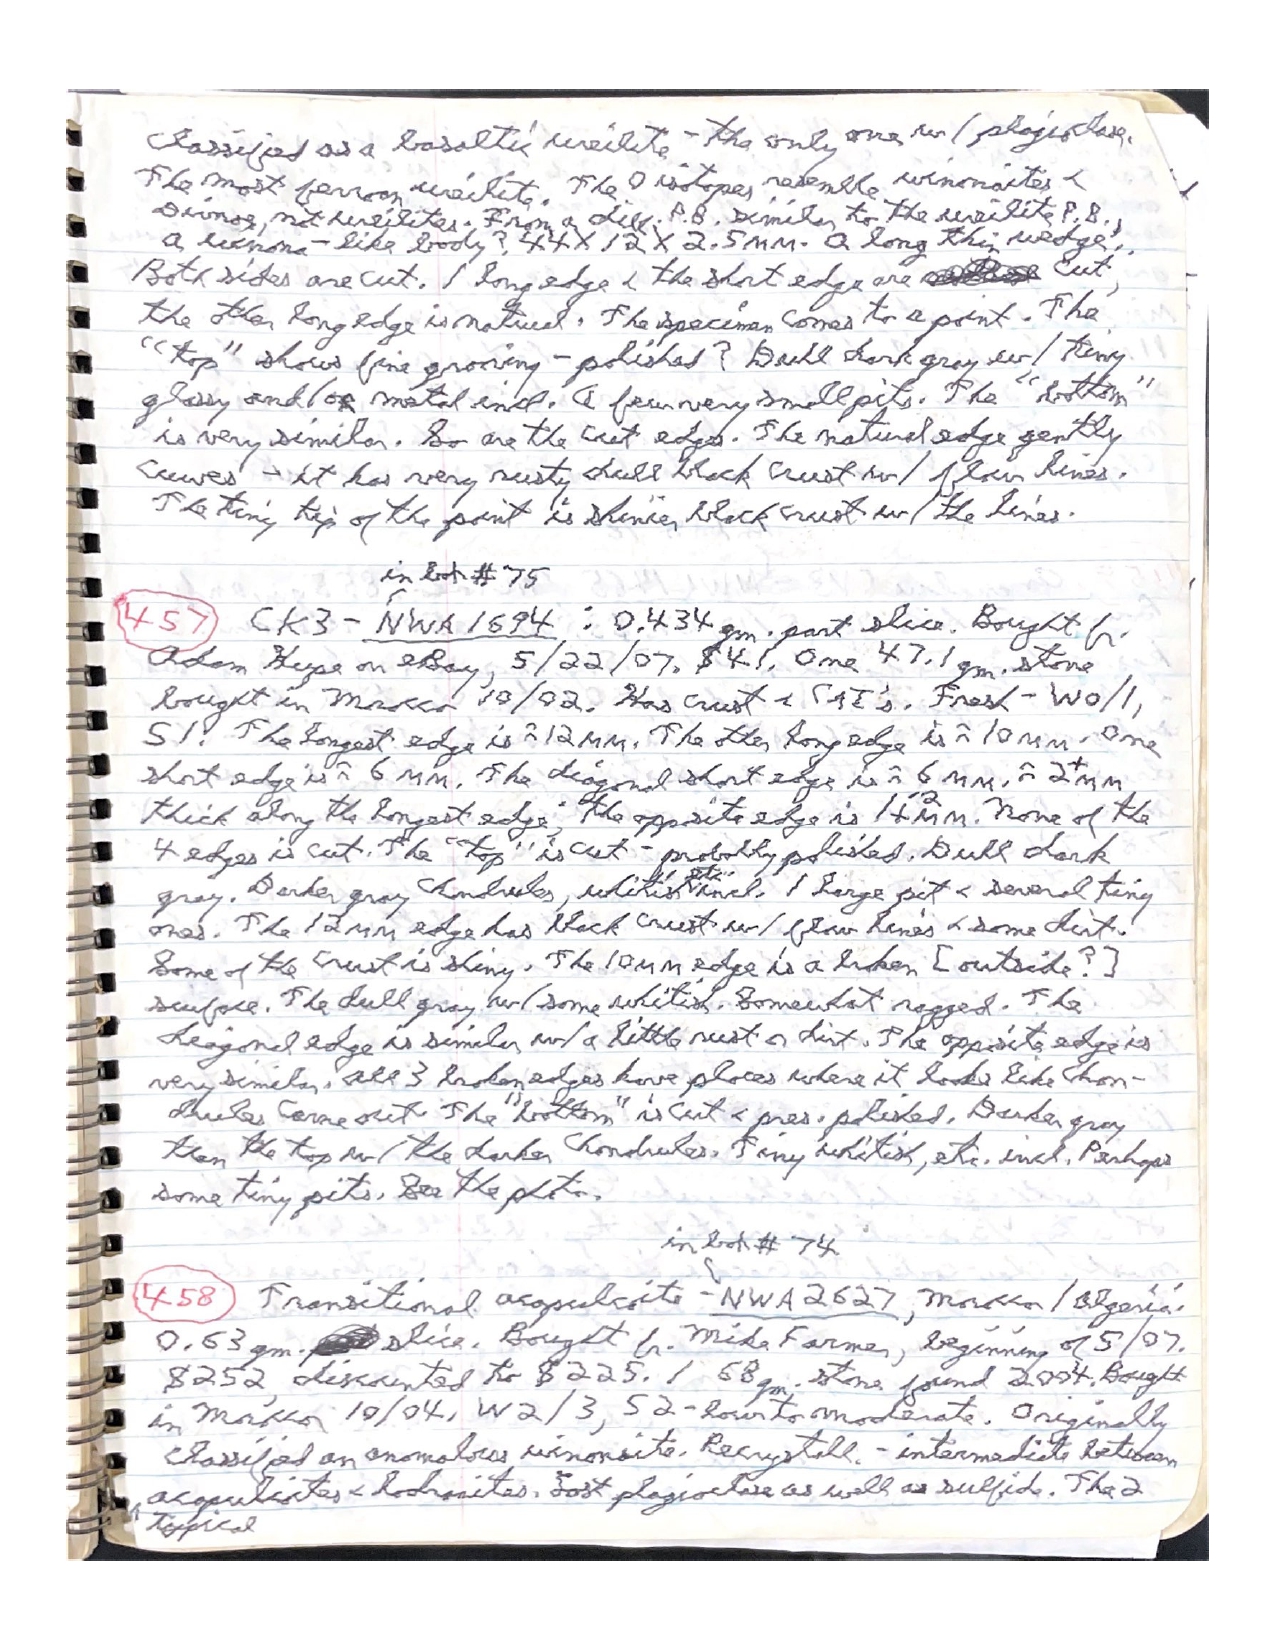 Classified as a basaltic ureilite - the only one w/ plagioclase.
The most ferroan ureilite. The O isotopes resemble winonaites &
not ureilites. From a diff. P.B. similar to the ureilite P.B.,
a winona-like body? 44 X 12 X 2.5 mm. A long thin wedge.
Both sides are cut. 1 long edge & the short edge are cut,
the other long edge is natural. The specimen comes to a point. The
"top" shows fine grooving - polished? Dull dark gray w/ tiny
glassy and/or metal incl. A few very small pits. The "bottom"
is very similar. So are the cut edges. The natural edge gently
curves - it has very rusty dull black crust w/ flow lines.
The tiny tip of the point is shinier black crust w/ the lines.
in box # 75
457 CK3 - NWA 1694 : 0.434 gm. part slice. Bought fr.
Adam Hupe on eBay, 5/22/07. $41. One 47.1 gm. stone
bought in Morocco 10/02. Has crust & CAI's. Fresh - W0/1,
S1. The longest edge is ≈12 mm. The other long edge is ≈ 10 mm. One
short edge is ≈ 6 mm. The diagonal short edge is ≈ 6 mm. ≈ 2+ mm
thick along the longest edge; the opposite edge is mm. None of the
4 edges is cut. The "top" is cut - probably polished. Dull dark
gray. Darker gray chondrules, whitish etc. incl. 1 large pit & several tiny
ones. The 12 mm edge has black crust w/ flow lines & some dirt.
Some of the crust is shiny. The 10 mm edge is a broken [outside?]
surface. The dull gray w/ some whitish. Somewhat ragged. The
diagonal edge is similar w/ a little rust or dirt. The opposite edge is
very similar. All 3 broken edges have places where it looks like chon-
drules came out. The "bottom" is cut & pres. polished. Darker gray
than the top w/ the darker chondrules. Tiny whitish, etc. incl. Perhaps
some tiny pits. See the photo.
in box # 74
458 Transitional acapulcoite - NWA 2627, Morocco / Algeria.
0.63 gm. slice. Bought fr. Mike Farmer, beginning of 5/07.
$252, discounted to $225. 1 68 gm. stone found 2004. Bought
in Morocco 10/04. W2/3, S2 - low to moderate. Originally
classified an anomalous winonaite. Recrystall. - intermediate between
acapulcoites & lodranites. Lost plagioclase as well as sulfide. The 2
typical